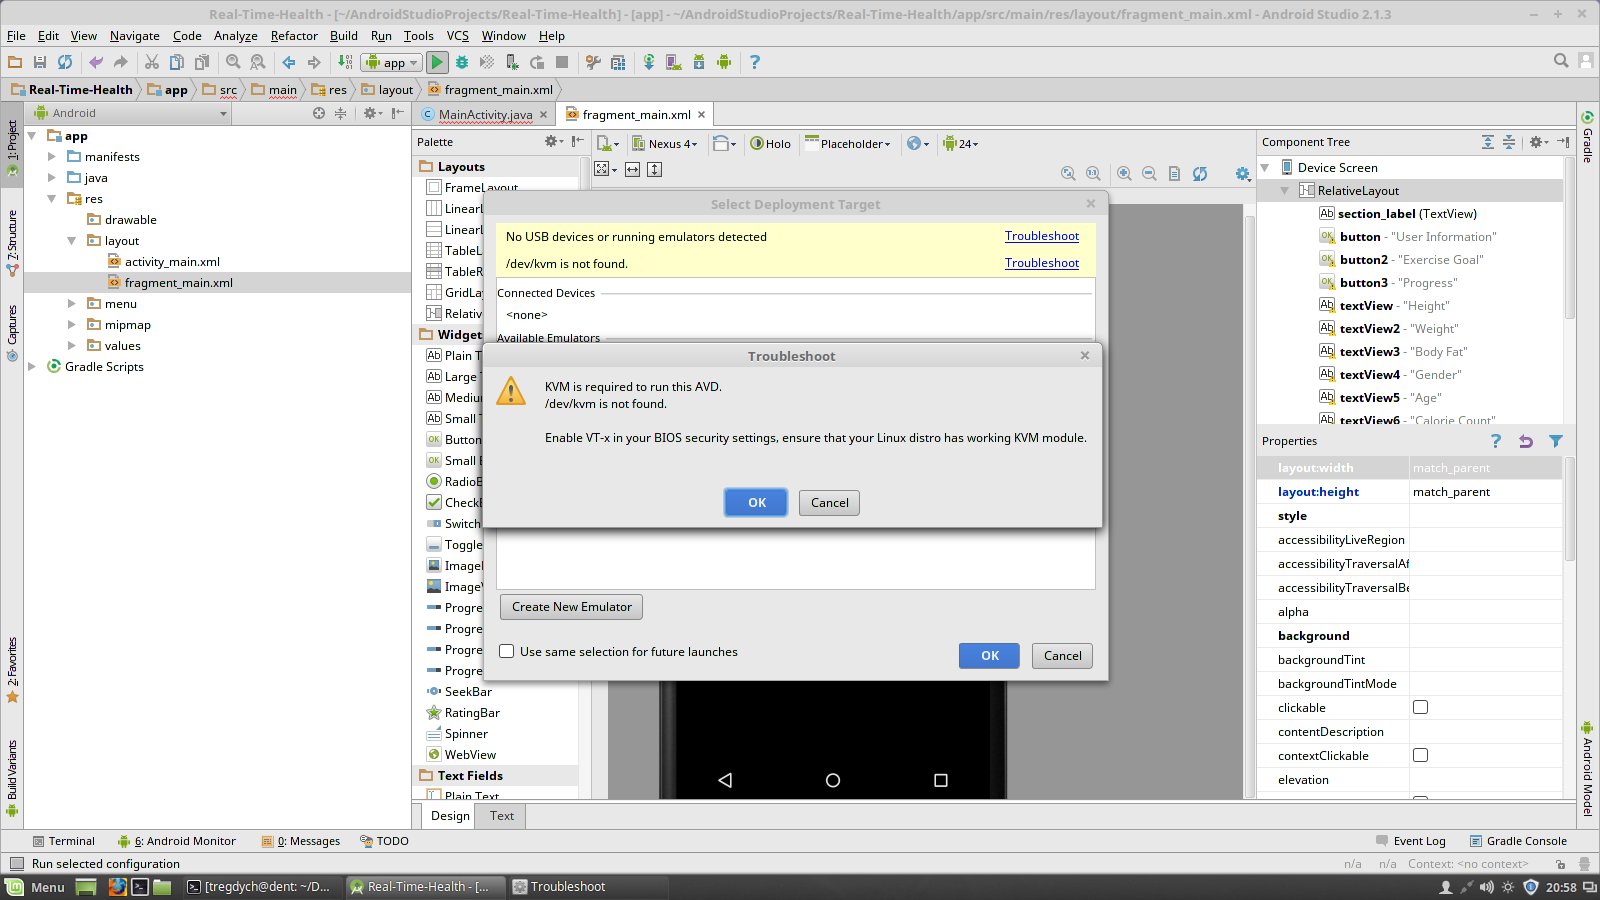 Real-Time-Health - [~/AndroidStudioProjects/Real-Time-Health] - [app] - ~/AndroidStudioProjects/Real-Time-Health/app/src/main/res/layout/fragment_main.xml - Android Studio 2.1.3
File Edit View Navigate Code Analyze Refactor Build Run Tools VCS Window Help
app
Real-Time-Health app src main res layout fragment_main.xml
Android
MainActivity.java
fragment_main.xml
1: Project
7: Structure
Captures
2: Favorites
Build Variants
app
manifests
java
res
drawable
layout
activity_main.xml
fragment_main.xml
menu
mipmap
values
Gradle Scripts
Palette
Layouts
FrameLayout
LinearL
LinearL
TableL
TableR
GridLay
Relativ
Widget
Plain T
Large T
Mediun
Small T
Button
Small B
RadioB
CheckB
Switch
Toggle
ImageB
ImageV
Progre
Progre
Progre
Progre
SeekBar
RatingBar
Spinner
WebView
Text Fields
Plain Text
Nexus 4 Holo Placeholder 24
Select Deployment Target
No USB devices or running emulators detected Troubleshoot
/dev/kvm is not found. Troubleshoot
Connected Devices
<none>
Available Emulators
Troubleshoot
KVM is required to run this AVD.
/dev/kvm is not found.
Enable VT-x in your BIOS security settings, ensure that your Linux distro has working KVM module.
OK Cancel
Create New Emulator
Use same selection for future launches
OK Cancel
Design Text
Component Tree
Device Screen
RelativeLayout
section_label (TextView)
button - "User Information"
button2 - "Exercise Goal"
button3 - "Progress"
textView - "Height"
textView2 - "Weight"
textView3 - "Body Fat"
textView4 - "Gender"
textView5 - "Age"
textView6 - "Calorie Count"
Properties
layout:width match_parent
layout:height match_parent
style
accessibilityLiveRegion
accessibilityTraversalAf
accessibilityTraversalBe
alpha
background
backgroundTint
backgroundTintMode
clickable
contentDescription
contextClickable
elevation
Gradle
Android Model
Terminal 6: Android Monitor 0: Messages TODO Event Log Gradle Console
Run selected configuration n/a n/a Context: <no context>
Menu [tregdych@dent: ~/D... Real-Time-Health - [... Troubleshoot 20:58